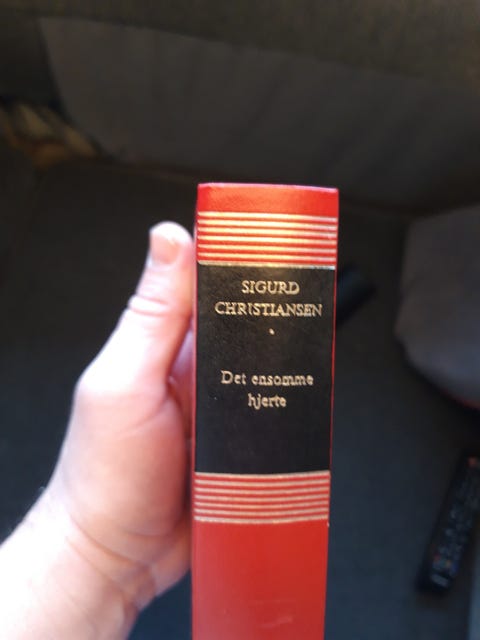 SIGURD
CHRISTIANSEN
Det ensomme
hjerte